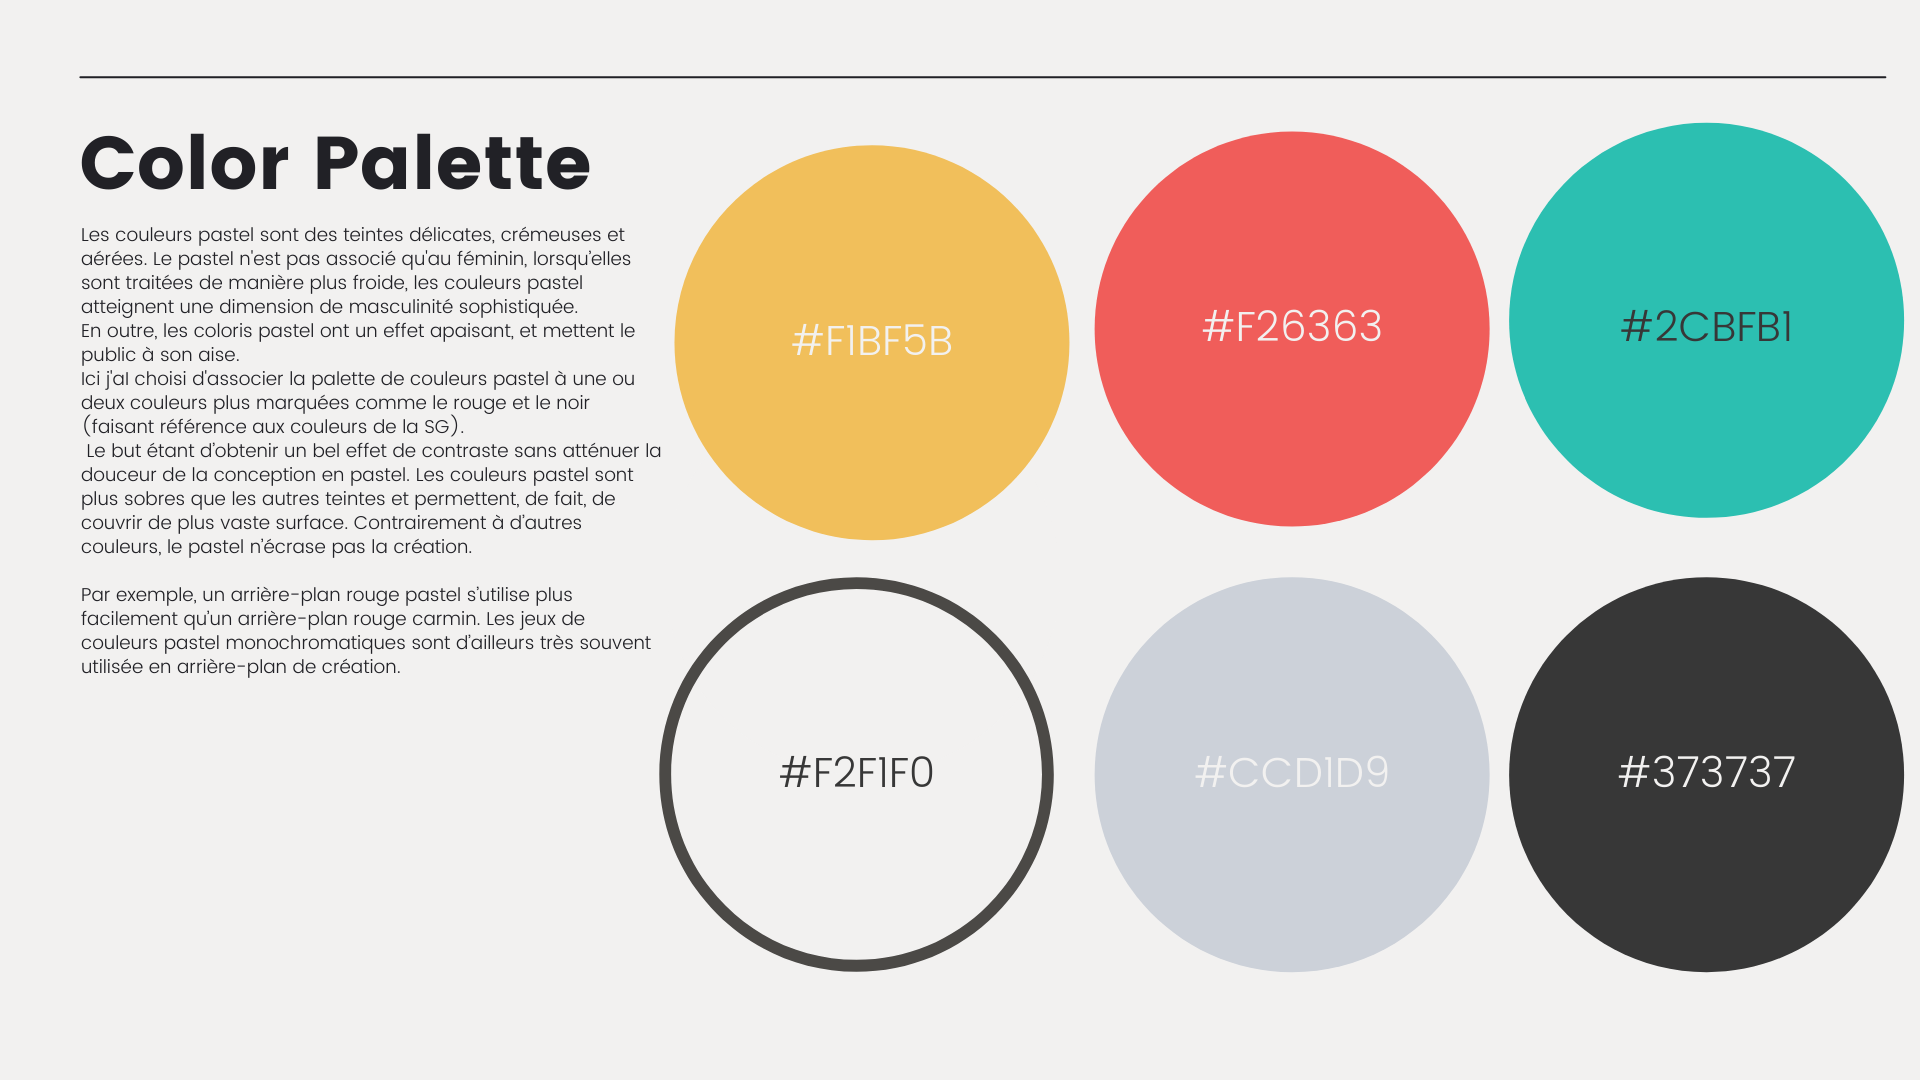 Color Palette
Les couleurs pastel sont des teintes délicates, crémeuses et
aérées. Le pastel n'est pas associé qu'au féminin, lorsqu’elles
sont traitées de manière plus froide, les couleurs pastel
atteignent une dimension de masculinité sophistiquée.
En outre, les coloris pastel ont un effet apaisant, et mettent le
public à son aise.
Ici j'aI choisi d'associer la palette de couleurs pastel à une ou
deux couleurs plus marquées comme le rouge et le noir
(faisant référence aux couleurs de la SG).
Le but étant d’obtenir un bel effet de contraste sans atténuer la
douceur de la conception en pastel. Les couleurs pastel sont
plus sobres que les autres teintes et permettent, de fait, de
couvrir de plus vaste surface. Contrairement à d’autres
couleurs, le pastel n’écrase pas la création.
Par exemple, un arrière-plan rouge pastel s’utilise plus
facilement qu’un arrière-plan rouge carmin. Les jeux de
couleurs pastel monochromatiques sont d’ailleurs très souvent
utilisée en arrière-plan de création.
#F1BF5B
#F26363
#2CBFB1
#F2F1F0
#CCD1D9
#373737